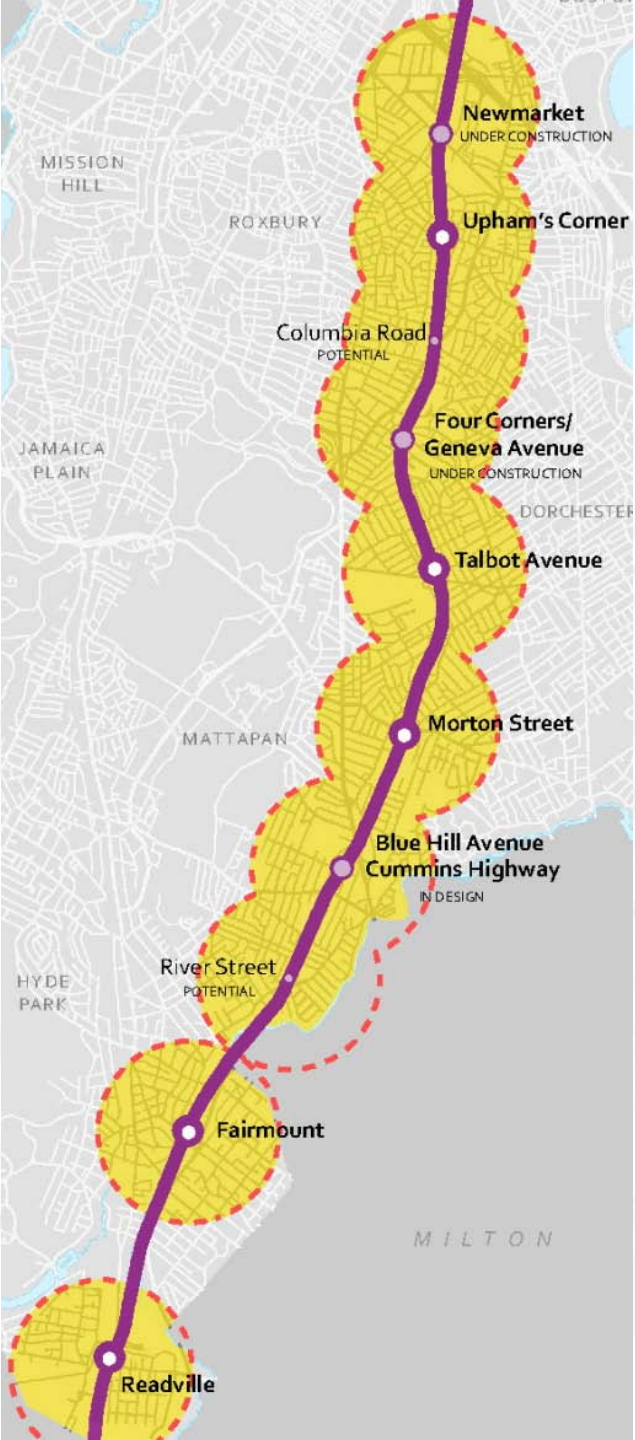 Newmarket
UNDER CONSTRUCTION
MISSION
HILL
ROXBURY
Upham's Corner
Columbia Road
POTENTIAL
Four Corners/
Geneva Avenue
UNDER CONSTRUCTION
JAMAICA
PLAIN
DORCHESTER
Talbot Avenue
Morton Street
MATTAPAN
Blue Hill Avenue
Cummins Highway
IN DESIGN
River Street
POTENTIAL
HYDE
PARK
Fairmount
MILTON
Readville